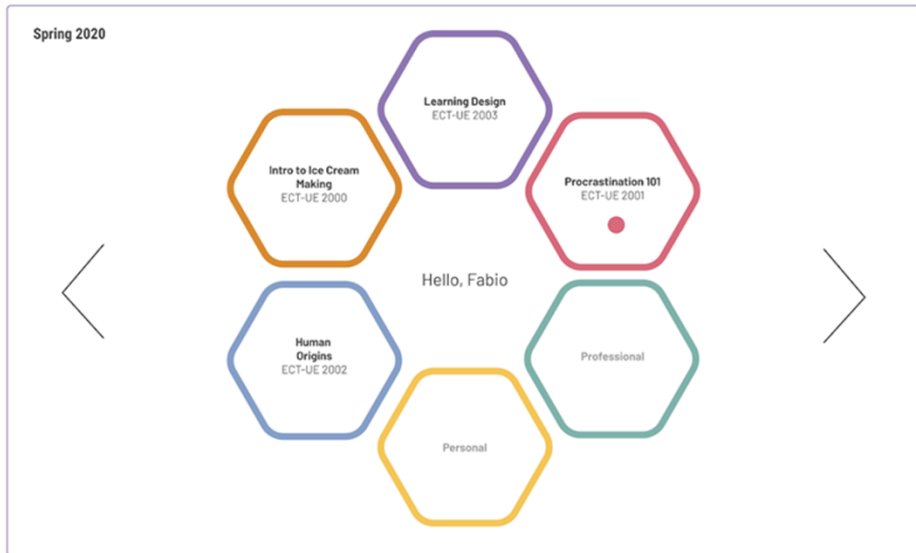 Spring 2020
Learning Design
ECT-UE 2003
Intro to Ice Cream
Making
ECT-UE 2000
Procrastination 101
ECT-UE 2001
Hello, Fabio
Human
Origins
ECT-UE 2002
Professional
Personal